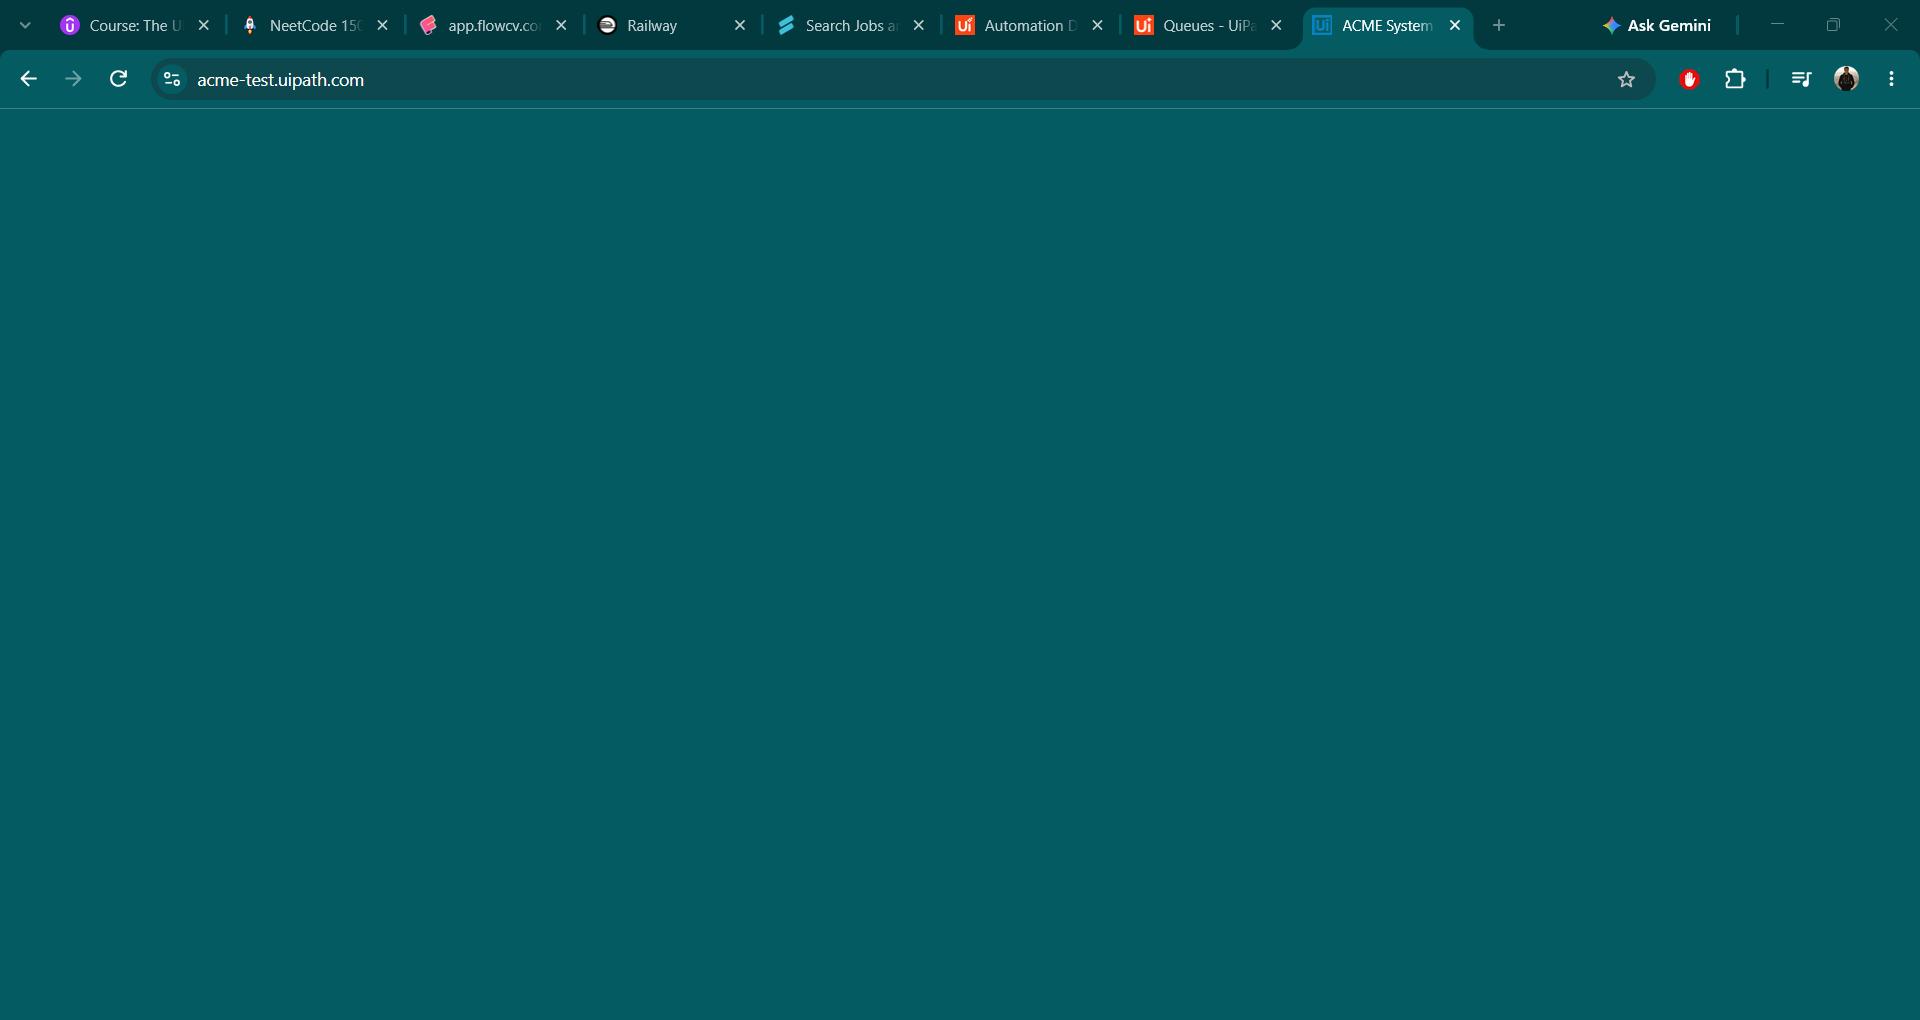 Course: The U
NeetCode 150
app.flowcv.co
Railway
Search Jobs a
Automation D
Queues - UiPa
ACME System
Ask Gemini
acme-test.uipath.com